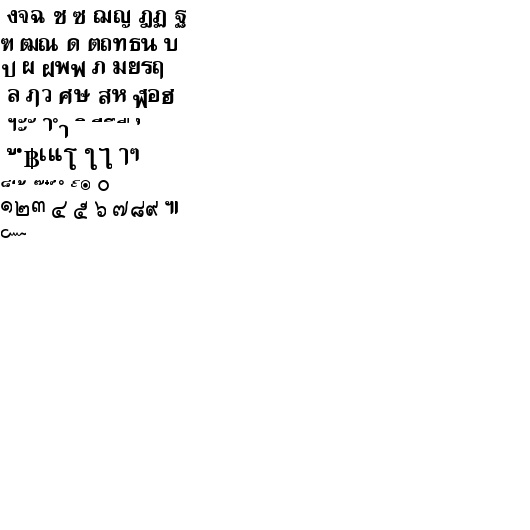 งจฉ ช ซ ฌญ ฎฏ ฐ
ฑ ฒณ ด ตถทธน บ
ป ผ ฝพฟ ภ มยรฤ
ล ฦว ศษ สห ฬอฮ
ฯะั าำ ิ ีึืฺุู
฿เแโ ใไ ๅๆ
็่้ ๊๋์ํ๎๏ ๐
๑๒๓ ๔ ๕ ๖ ๗๘๙ ๚
๛